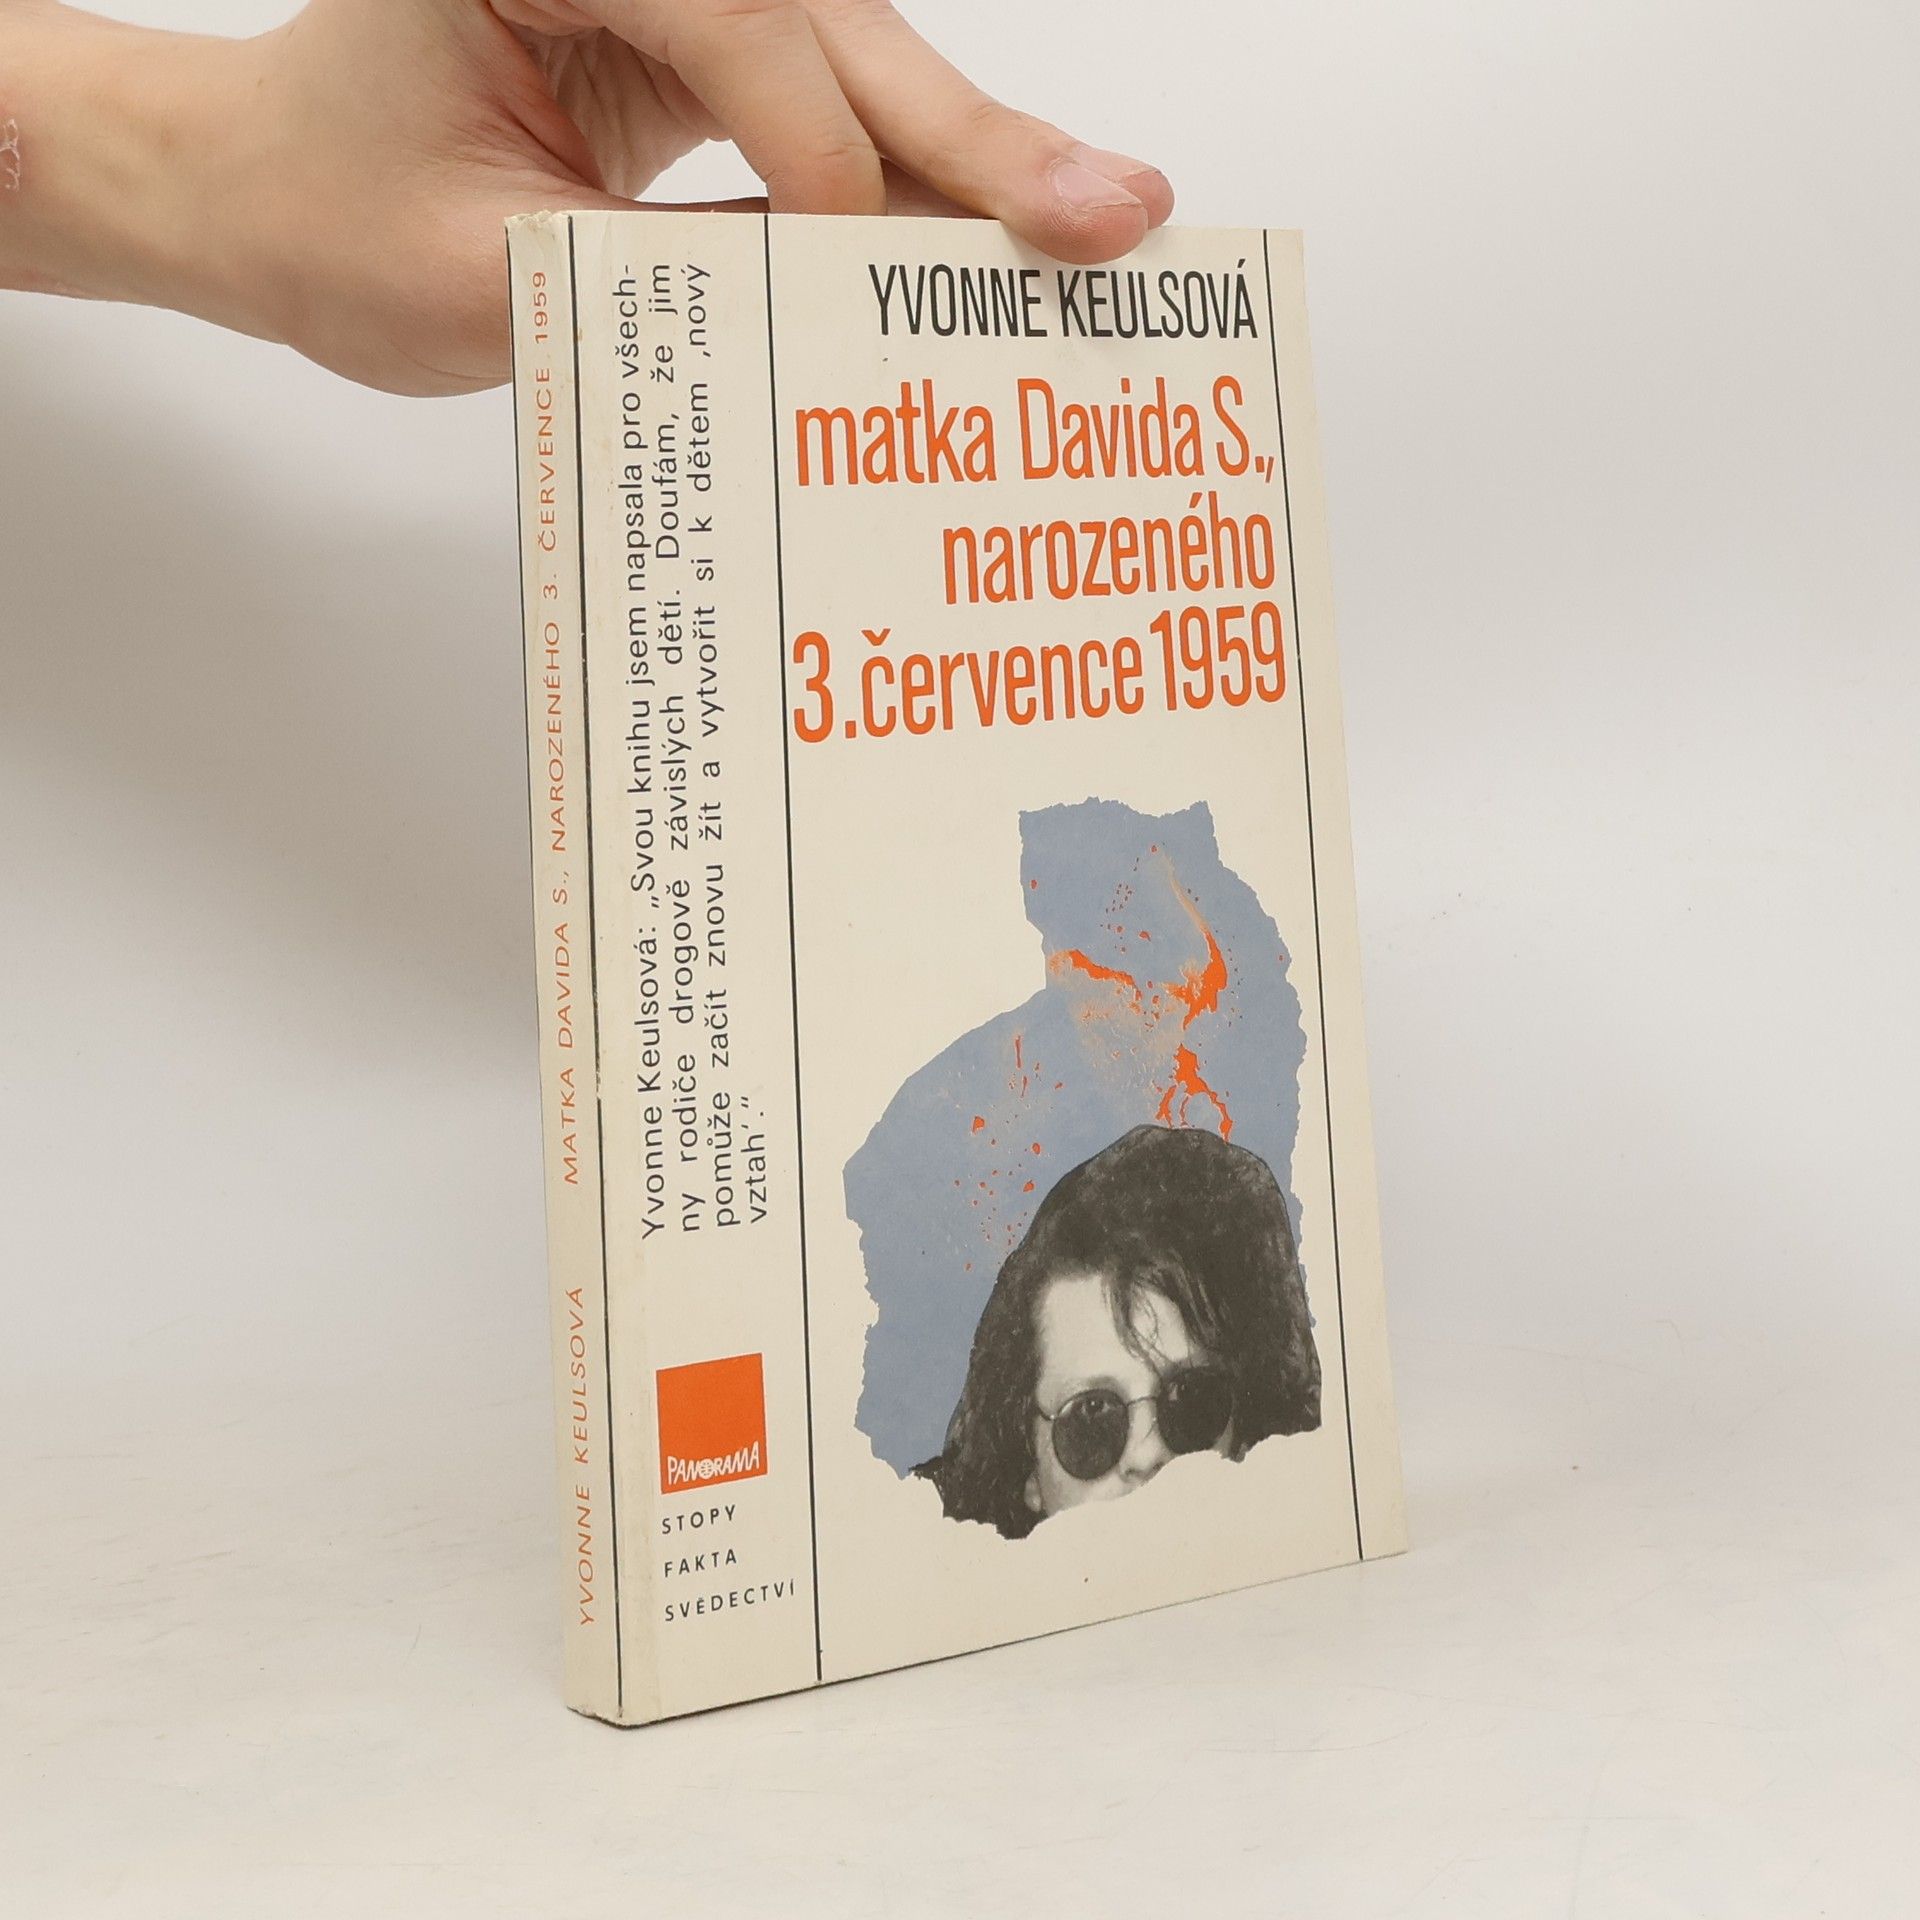 YVONNE KEULSOVÁ
matka Davida S.,
narozeného
3. července 1959
Yvonne Keulsová: „Svou knihu jsem napsala pro všech-
ny rodiče drogově závislých dětí. Doufám, že jim
pomůže začít znovu žít a vytvořit si k dětem ‚nový
vztah‘.“
PANORAMA
STOPY
FAKTA
SVĚDECTVÍ
YVONNE KEULSOVÁ MATKA DAVIDA S., NAROZENÉHO 3. ČERVENCE 1959